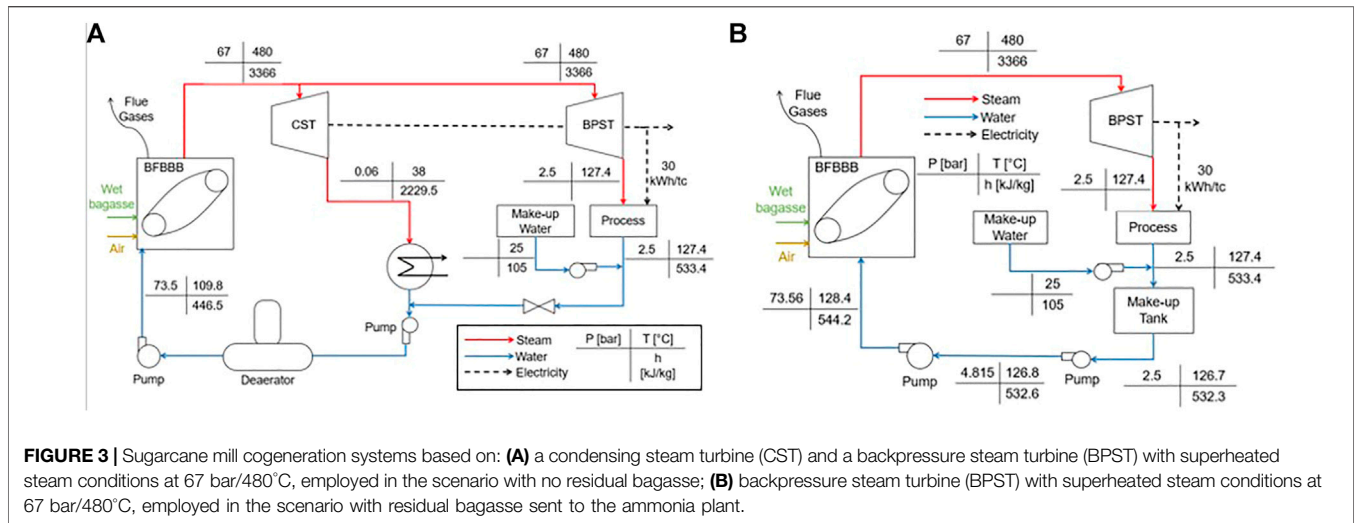 A
67 480
3366
67 480
3366
Flue
Gases
CST
BPST
BFBBB
Wet
bagasse
Air
0.06 38
2229.5
2.5 127.4
30
kWh/tc
Make-up
Water
Process
25
105
2.5 127.4
533.4
73.5 109.8
446.5
Pump
Pump
Deaerator
Steam
Water
Electricity
P [bar] T [°C]
h
[kJ/kg]
B
67 480
3366
Flue
Gases
Steam
Water
Electricity
BPST
BFBBB
P [bar] T [°C]
h [kJ/kg]
Wet
bagasse
Air
2.5 127.4
30
kWh/tc
Make-up
Water
Process
25
105
2.5 127.4
533.4
73.56 128.4
544.2
Make-up
Tank
Pump
Pump
4.815 126.8
532.6
2.5 126.7
532.3
FIGURE 3 | Sugarcane mill cogeneration systems based on: (A) a condensing steam turbine (CST) and a backpressure steam turbine (BPST) with superheated
steam conditions at 67 bar/480°C, employed in the scenario with no residual bagasse; (B) backpressure steam turbine (BPST) with superheated steam conditions at
67 bar/480°C, employed in the scenario with residual bagasse sent to the ammonia plant.